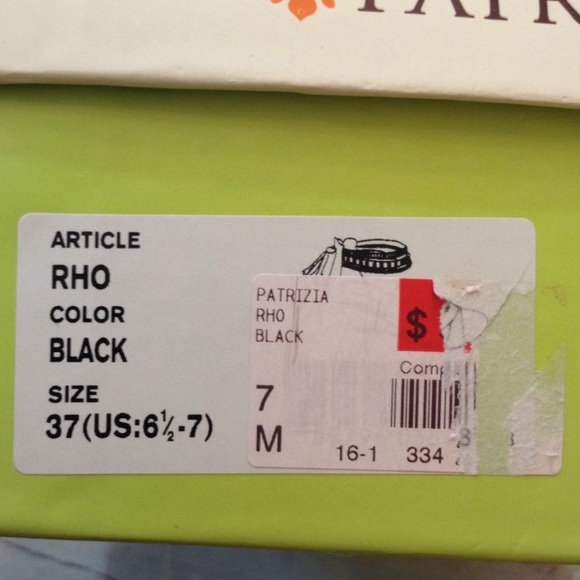 ARTICLE
RHO
COLOR
BLACK
SIZE
37(US:6½-7)
PATRIZIA
RHO
BLACK
$
7
M
16-1 334